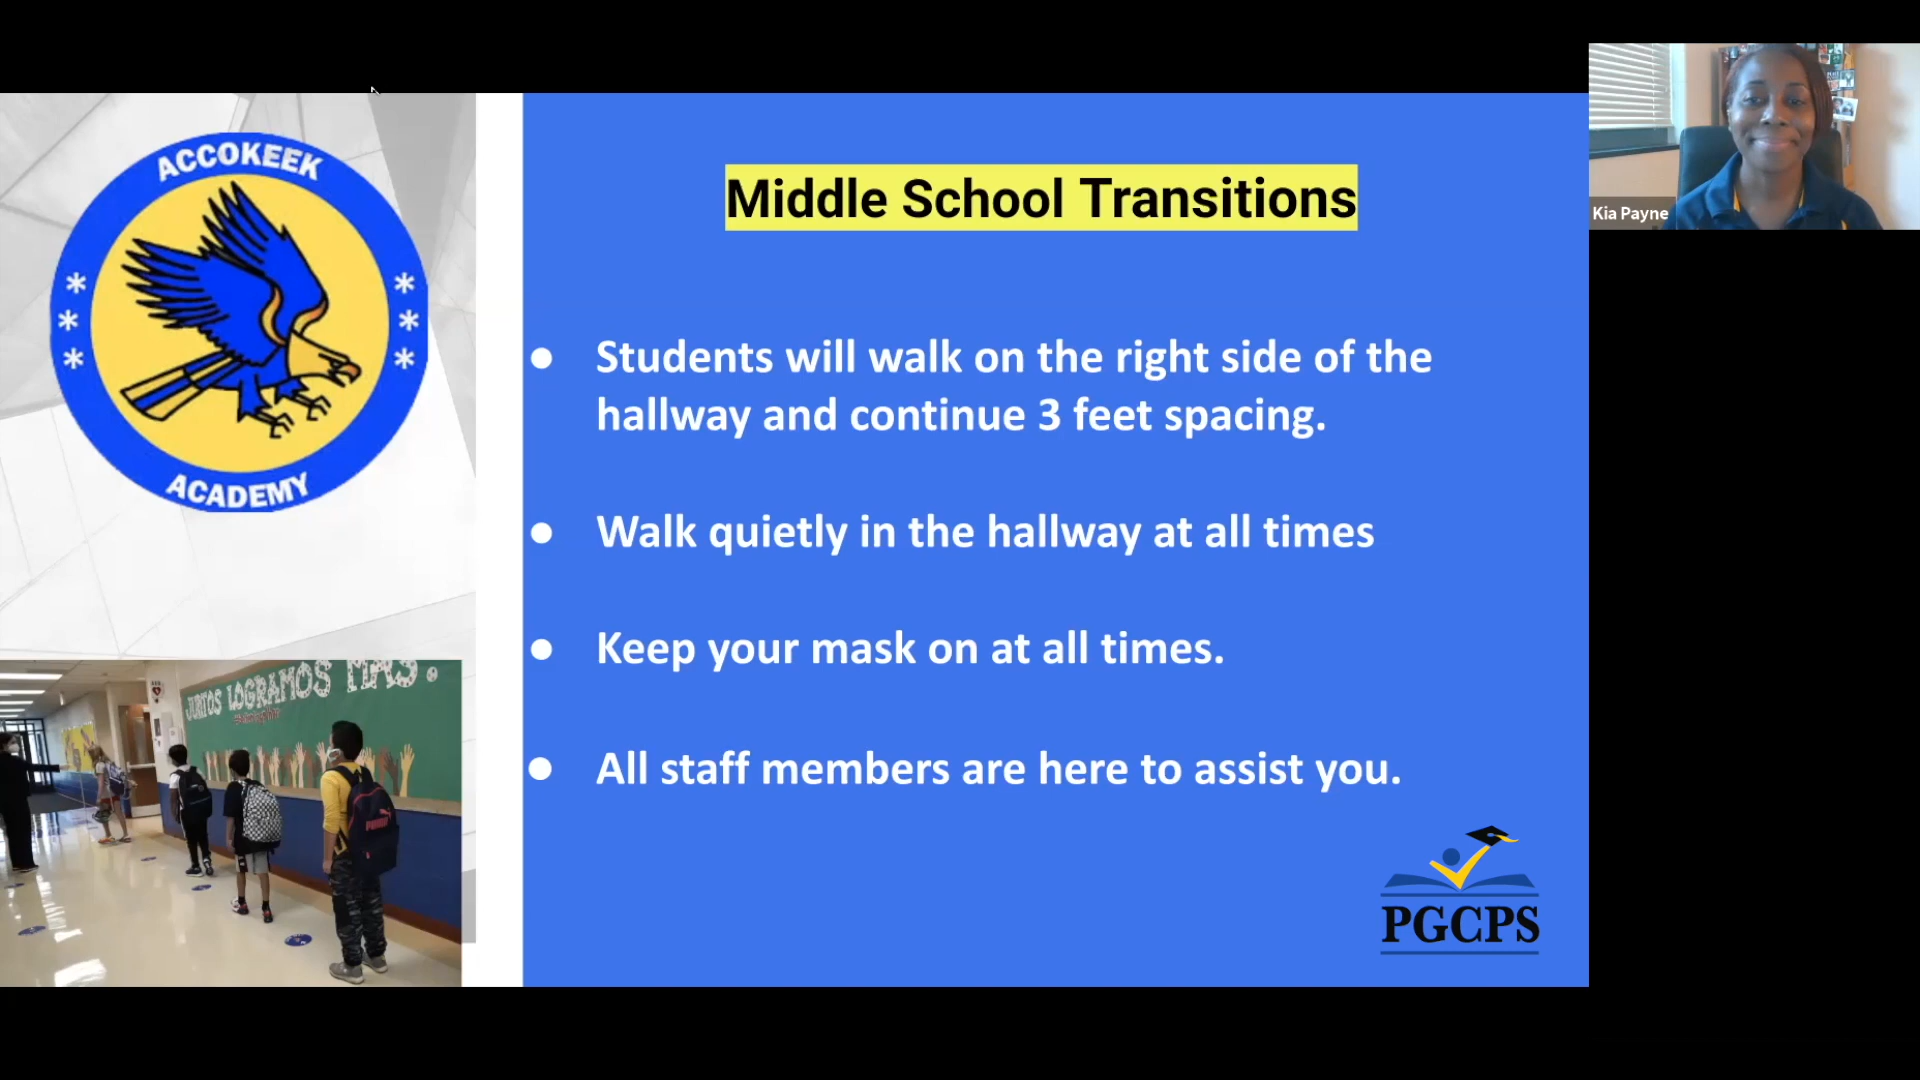 ACCOKEEK
* * * * * *
ACADEMY
Middle School Transitions
● Students will walk on the right side of the
hallway and continue 3 feet spacing.
● Walk quietly in the hallway at all times
● Keep your mask on at all times.
● All staff members are here to assist you.
PGCPS
JUNTOS LOGRAMOS MÁS.
PUMA
Kia Payne